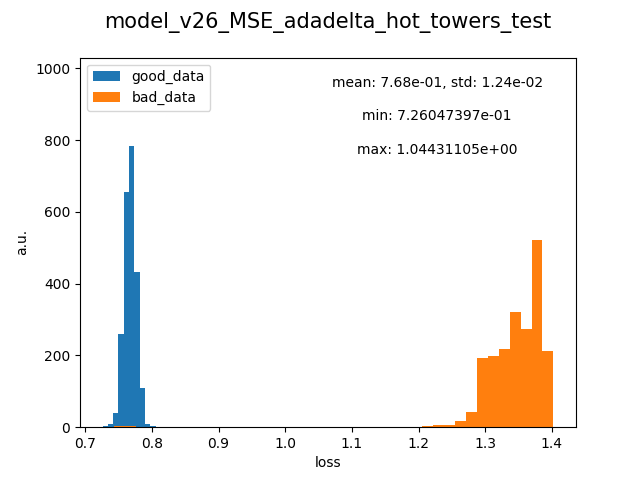 model_v26_MSE_adadelta_hot_towers_test
good_data
bad_data
mean: 7.68e-01, std: 1.24e-02
min: 7.26047397e-01
max: 1.04431105e+00
1000
800
600
400
200
0
a.u.
0.7 0.8 0.9 1.0 1.1 1.2 1.3 1.4
loss